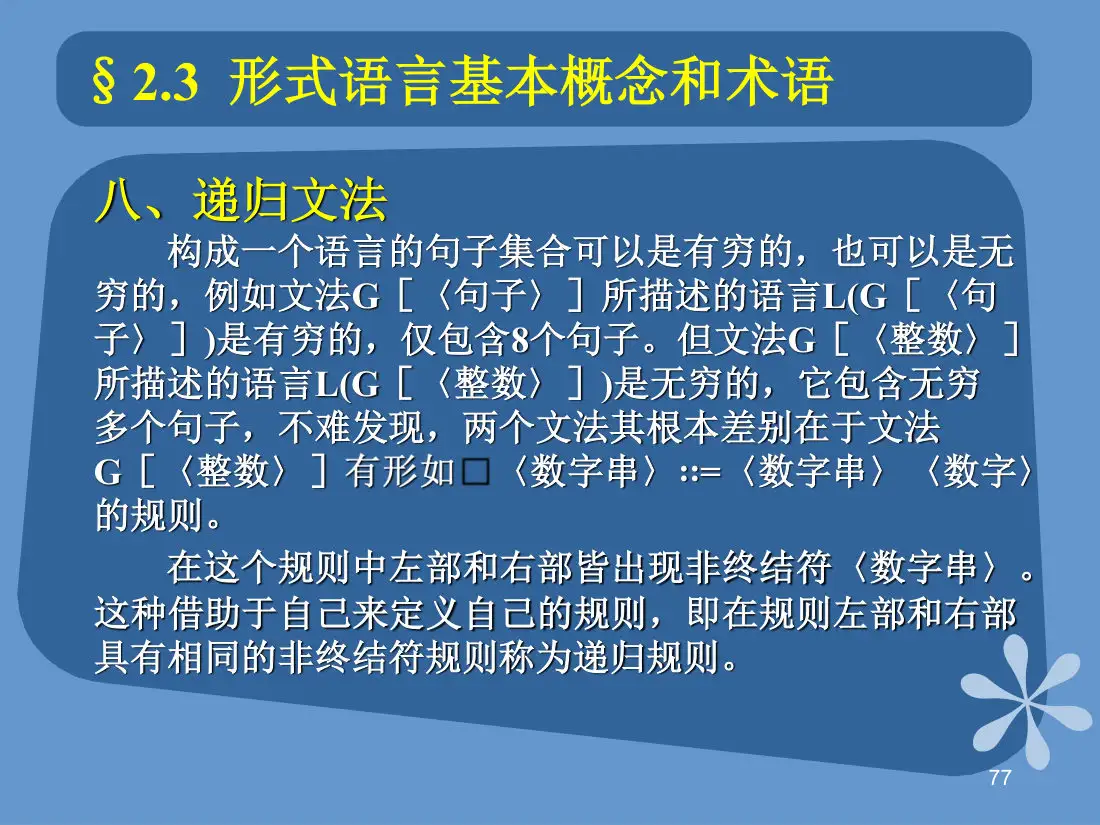 §2.3 形式语言基本概念和术语
八、递归文法
构成一个语言的句子集合可以是有穷的，也可以是无
穷的，例如文法G［〈句子〉］所描述的语言L(G［〈句
子〉］)是有穷的，仅包含8个句子。但文法G［〈整数〉］
所描述的语言L(G［〈整数〉］)是无穷的，它包含无穷
多个句子，不难发现，两个文法其根本差别在于文法
G［〈整数〉］有形如□〈数字串〉::=〈数字串〉〈数字〉
的规则。
在这个规则中左部和右部皆出现非终结符〈数字串〉。
这种借助于自己来定义自己的规则，即在规则左部和右部
具有相同的非终结符规则称为递归规则。
77